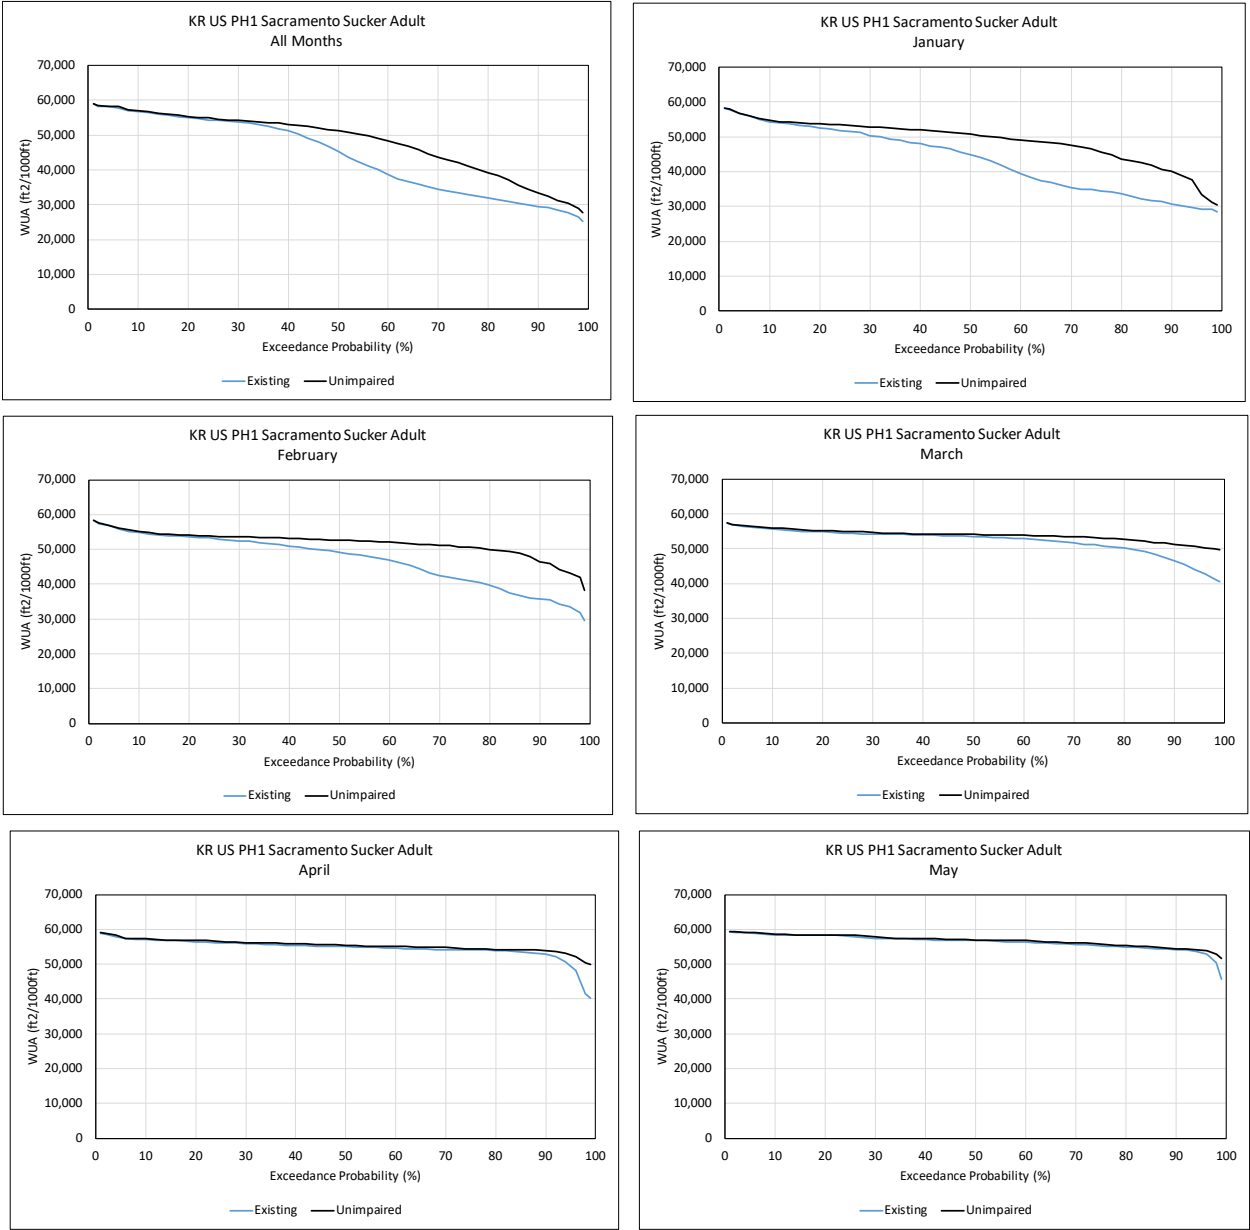 KR US PH1 Sacramento Sucker Adult
All Months
70,000
60,000
50,000
40,000
30,000
20,000
10,000
0
WUA (ft2/1000ft)
0 10 20 30 40 50 60 70 80 90 100
Exceedance Probability (%)
Existing Unimpaired
KR US PH1 Sacramento Sucker Adult
January
70,000
60,000
50,000
40,000
30,000
20,000
10,000
0
WUA (ft2/1000ft)
0 10 20 30 40 50 60 70 80 90 100
Exceedance Probability (%)
Existing Unimpaired
KR US PH1 Sacramento Sucker Adult
February
70,000
60,000
50,000
40,000
30,000
20,000
10,000
0
WUA (ft2/1000ft)
0 10 20 30 40 50 60 70 80 90 100
Exceedance Probability (%)
Existing Unimpaired
KR US PH1 Sacramento Sucker Adult
March
70,000
60,000
50,000
40,000
30,000
20,000
10,000
0
WUA (ft2/1000ft)
0 10 20 30 40 50 60 70 80 90 100
Exceedance Probability (%)
Existing Unimpaired
KR US PH1 Sacramento Sucker Adult
April
70,000
60,000
50,000
40,000
30,000
20,000
10,000
0
WUA (ft2/1000ft)
0 10 20 30 40 50 60 70 80 90 100
Exceedance Probability (%)
Existing Unimpaired
KR US PH1 Sacramento Sucker Adult
May
70,000
60,000
50,000
40,000
30,000
20,000
10,000
0
WUA (ft2/1000ft)
0 10 20 30 40 50 60 70 80 90 100
Exceedance Probability (%)
Existing Unimpaired